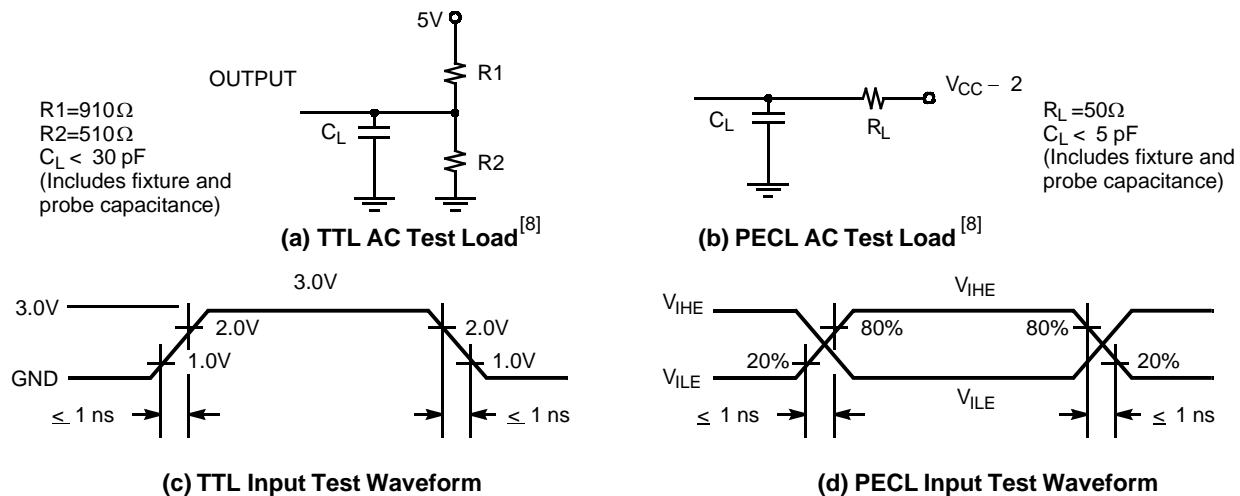 5V
R1
OUTPUT
R1=910Ω
R2=510Ω
C_L < 30 pF
(Includes fixture and
probe capacitance)
C_L
R2
(a) TTL AC Test Load[8]
V_CC – 2
C_L
R_L
R_L=50Ω
C_L < 5 pF
(Includes fixture and
probe capacitance)
(b) PECL AC Test Load[8]
3.0V
3.0V
2.0V
2.0V
1.0V
1.0V
GND
≤ 1 ns
≤ 1 ns
(c) TTL Input Test Waveform
V_IHE
V_IHE
80%
80%
20%
20%
V_ILE
V_ILE
≤ 1 ns
≤ 1 ns
(d) PECL Input Test Waveform